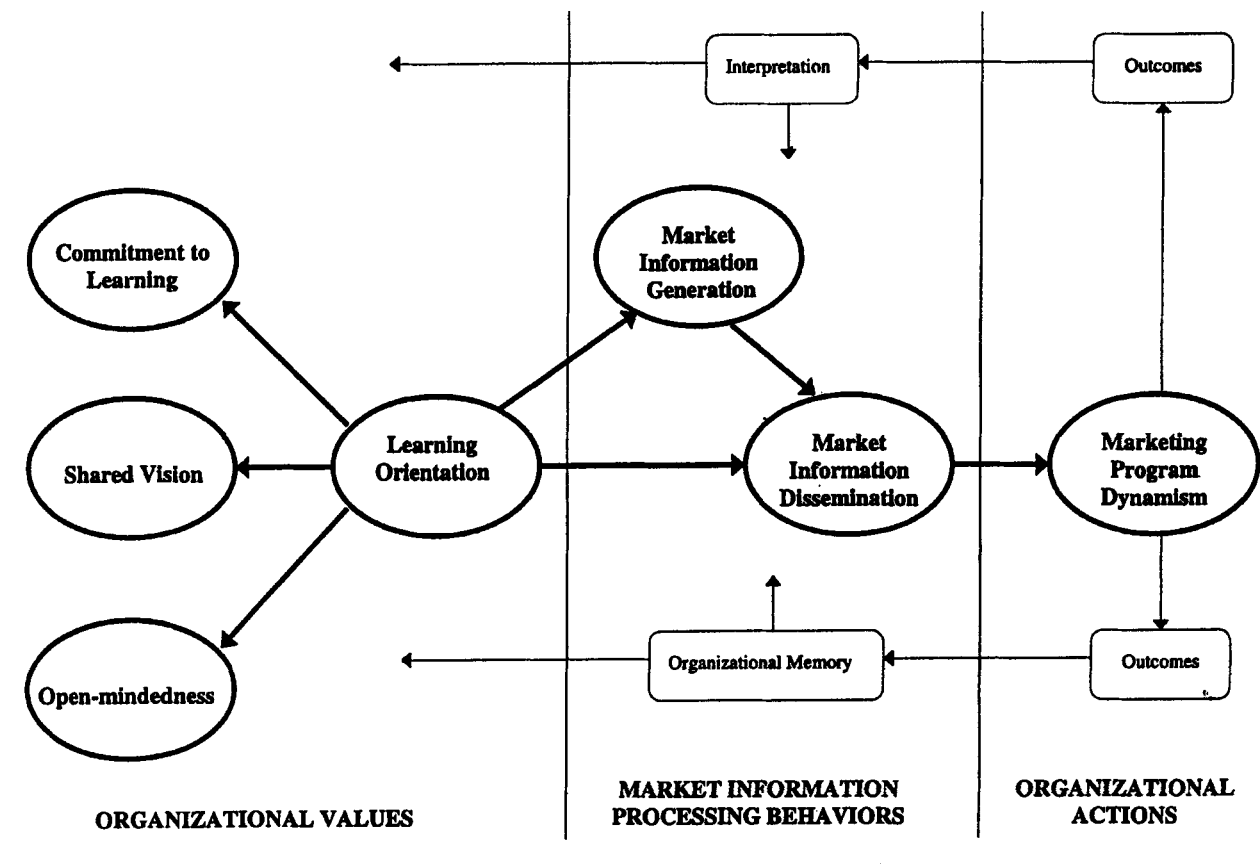 Interpretation
Outcomes
Commitment to
Learning
Market
Information
Generation
Shared Vision
Learning
Orientation
Market
Information
Dissemination
Marketing
Program
Dynamism
Open-mindedness
Organizational Memory
Outcomes
ORGANIZATIONAL VALUES
MARKET INFORMATION
PROCESSING BEHAVIORS
ORGANIZATIONAL
ACTIONS